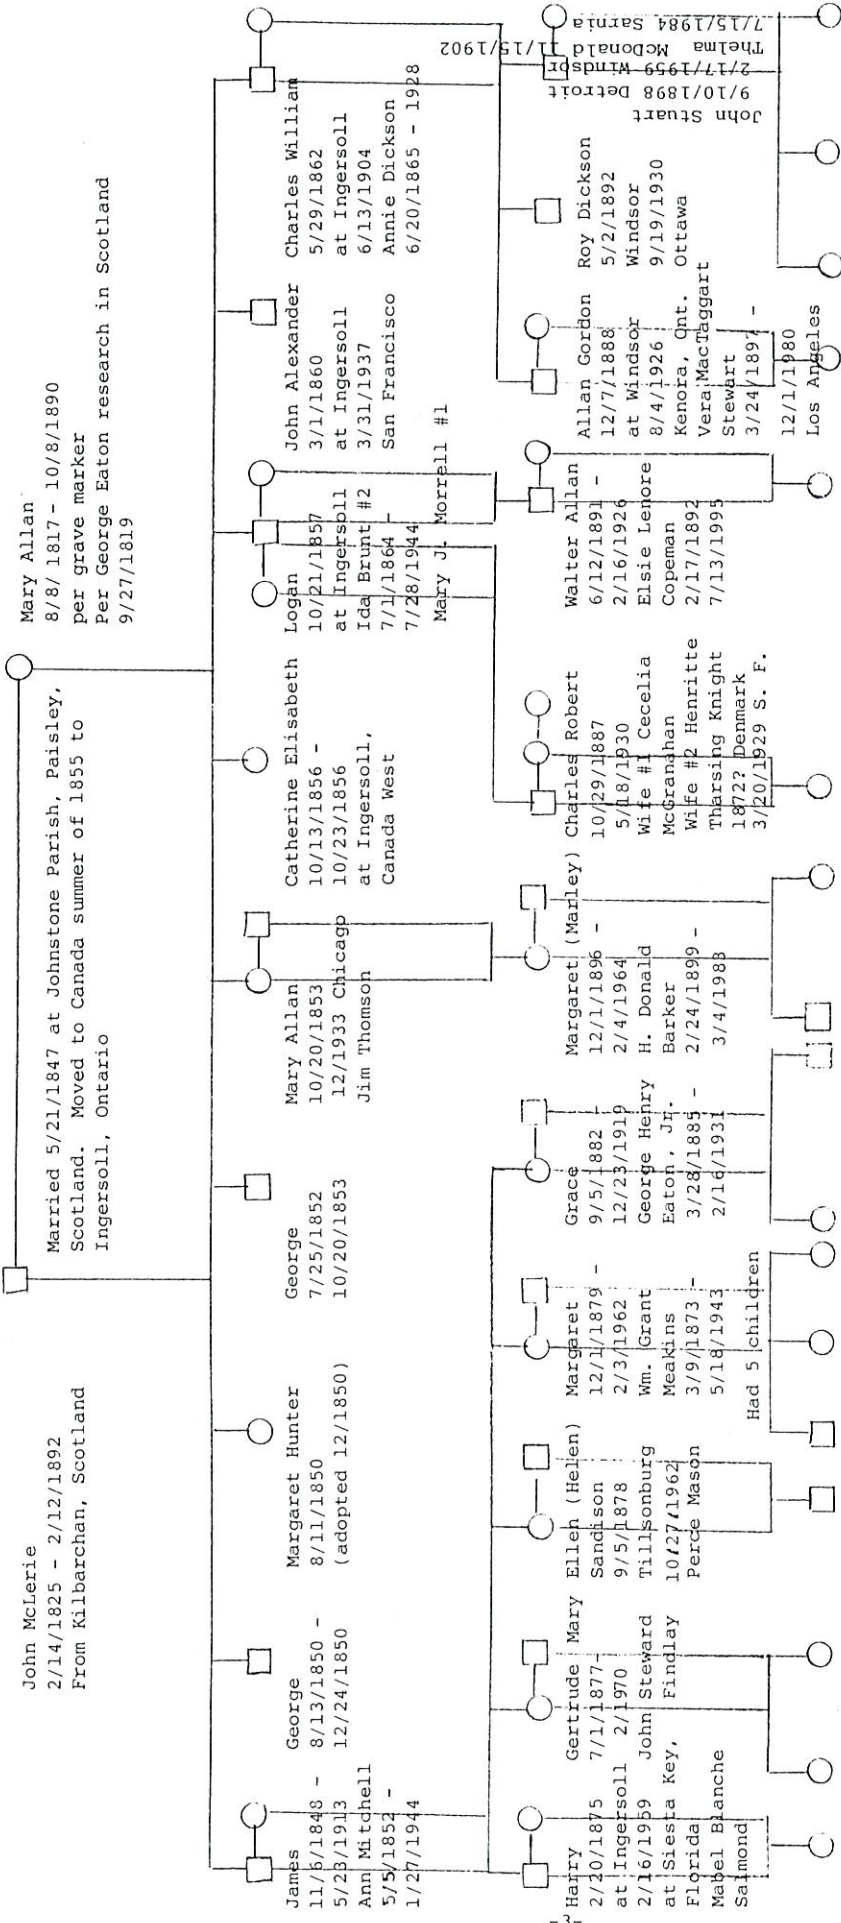 John McLerie
2/14/1825 - 2/12/1892
From Kilbarchan, Scotland
Mary Allan
8/8/ 1817- 10/8/1890
per grave marker
Per George Eaton research in Scotland
9/27/1819
Married 5/21/1847 at Johnstone Parish, Paisley,
Scotland. Moved to Canada summer of 1855 to
Ingersoll, Ontario
James
11/6/1848 -
5/23/1913
Ann Mitchell
5/5/1852 -
1/27/1944
George
8/13/1850 -
12/24/1850
Margaret Hunter
8/11/1850
(adopted 12/1850)
George
7/25/1852
10/20/1853
Mary Allan
10/20/1853
12/1933 Chicago
Jim Thomson
Catherine Elisabeth
10/13/1856 -
10/23/1856
at Ingersoll,
Canada West
Logan
10/21/1857
at Ingersoll
Ida Brunt #2
7/1/1864 -
7/28/1944
Mary J. Morrell #1
John Alexander
3/1/1860
at Ingersoll
3/31/1937
San Francisco
Charles William
5/29/1862
at Ingersoll
6/13/1904
Annie Dickson
6/20/1865 - 1928
Harry
2/20/1875
at Ingersoll
2/16/1959
at Siesta Key,
Florida
Mabel Blanche
Salmond
Gertrude Mary
7/1/1877-
2/1970
John Steward
Findlay
Ellen (Helen)
Sandison
9/5/1878
Tillsonburg
10/27/1962
Perce Mason
Margaret
12/1/1879 -
2/3/1962
Wm. Grant
Meakins
3/9/1873 -
5/18/1943
Had 5 children
Grace
9/5/1882 -
12/23/1919
George Henry
Eaton, Jr.
3/28/1885 -
2/16/1931
Margaret (Marley)
12/1/1896 -
2/4/1964
H. Donald
Barker
2/24/1899 -
3/4/1983
Charles Robert
10/29/1887
5/18/1930
Wife #1 Cecelia
McGranahan
Wife #2 Henritte
Tharsing Knight
1872? Denmark
3/20/1929 S. F.
Walter Allan
6/12/1891 -
2/16/1926
Elsie Lenore
Copeman
2/17/1892
7/13/1995
Allan Gordon
12/7/1888
at Windsor
8/4/1926
Kenora, Ont.
Vera MacTaggart
Stewart
3/24/1897 -
12/1/1980
Los Angeles
Roy Dickson
5/2/1892
Windsor
9/19/1930
Ottawa
John Stuart
9/10/1898 Detroit
2/17/1959 Windsor
Thelma McDonald 11/15/1902
7/15/1984 Sarnia
-3-